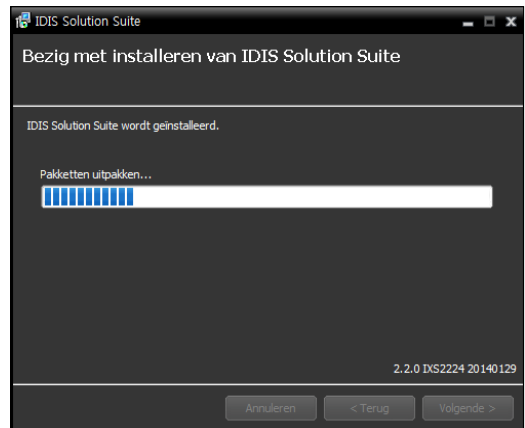 IDIS Solution Suite
Bezig met installeren van IDIS Solution Suite
IDIS Solution Suite wordt geïnstalleerd.
Pakketten uitpakken...
2.2.0 IXS2224 20140129
Annuleren
< Terug
Volgende >